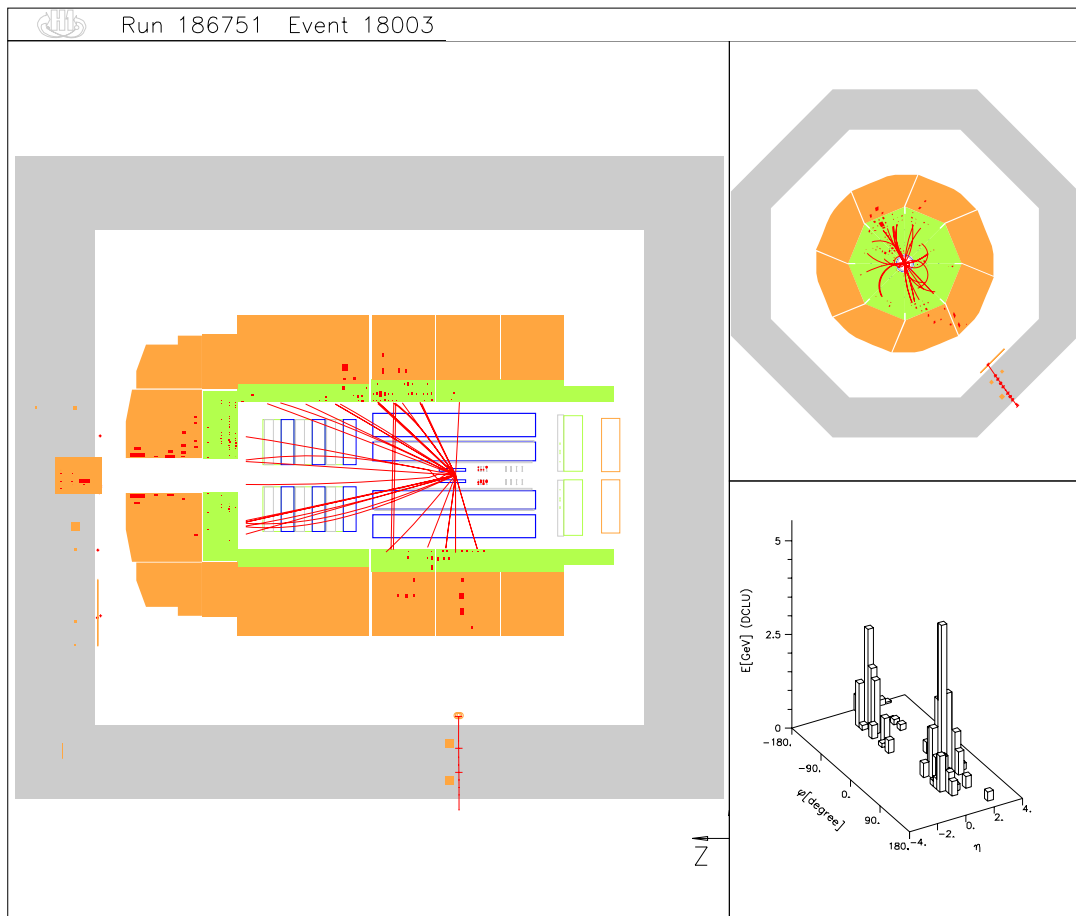 H1 Run 186751 Event 18003
Z
E[GeV] (DCLU)
5
2.5
0
-180.
-90.
0.
90.
180.
φ[degree]
-4.
-2.
0.
2.
4.
η